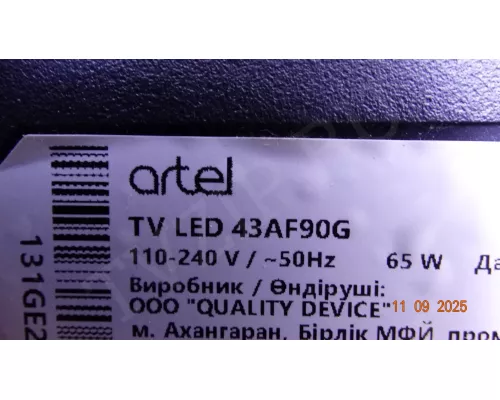 artel
TV LED 43AF90G
110-240 V / ~50Hz 65 W
Виробник / Өндіруші:
ООО "QUALITY DEVICE"
11 09 2025
м. Ахангаран, Бірлік МФЙ
131GE2